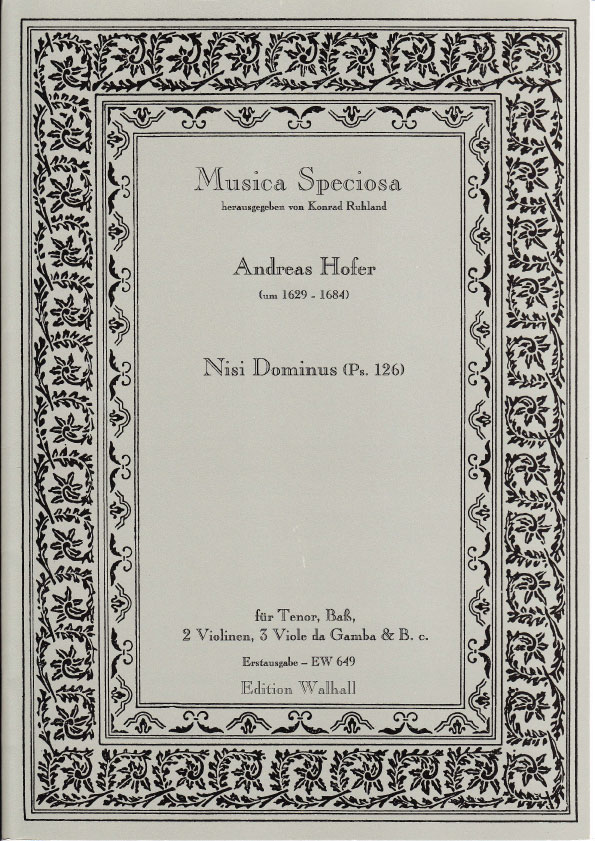 Musica Speciosa
herausgegeben von Konrad Ruhland
Andreas Hofer
(um 1629 - 1684)
Nisi Dominus (Ps. 126)
für Tenor, Baß,
2 Violinen, 3 Viole da Gamba & B. c.
Erstausgabe – EW 649
Edition Walhall